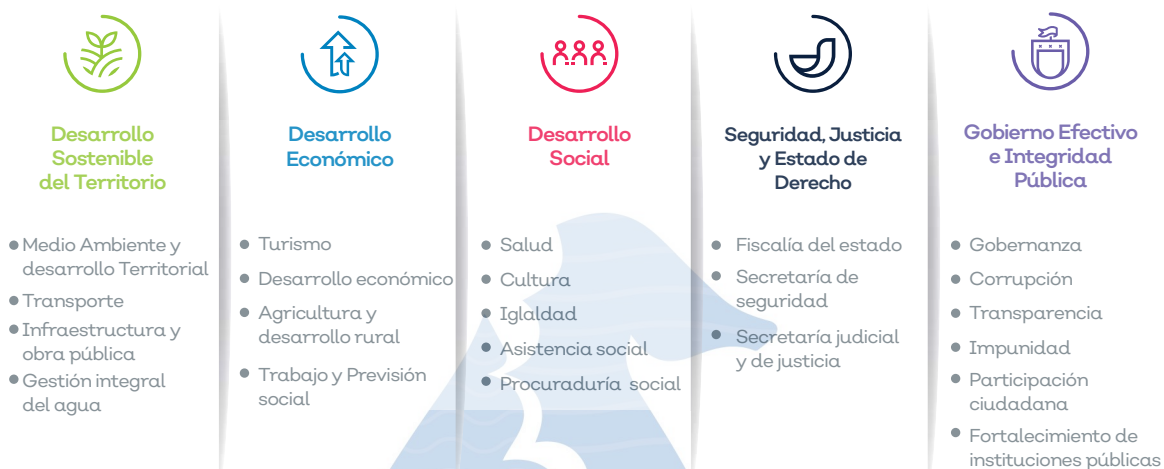 Desarrollo
Sostenible
del Territorio
• Medio Ambiente y
desarrollo Territorial
• Transporte
• Infraestructura y
obra pública
• Gestión integral
del agua
Desarrollo
Económico
• Turismo
• Desarrollo económico
• Agricultura y
desarrollo rural
• Trabajo y Previsión
social
Desarrollo
Social
• Salud
• Cultura
• Iglaldad
• Asistencia social
• Procuraduría social
Seguridad, Justicia
y Estado de
Derecho
• Fiscalía del estado
• Secretaría de
seguridad
• Secretaría judicial
y de justicia
Gobierno Efectivo
e Integridad
Pública
• Gobernanza
• Corrupción
• Transparencia
• Impunidad
• Participación
ciudadana
• Fortalecimiento de
instituciones públicas